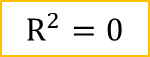 R² = 0